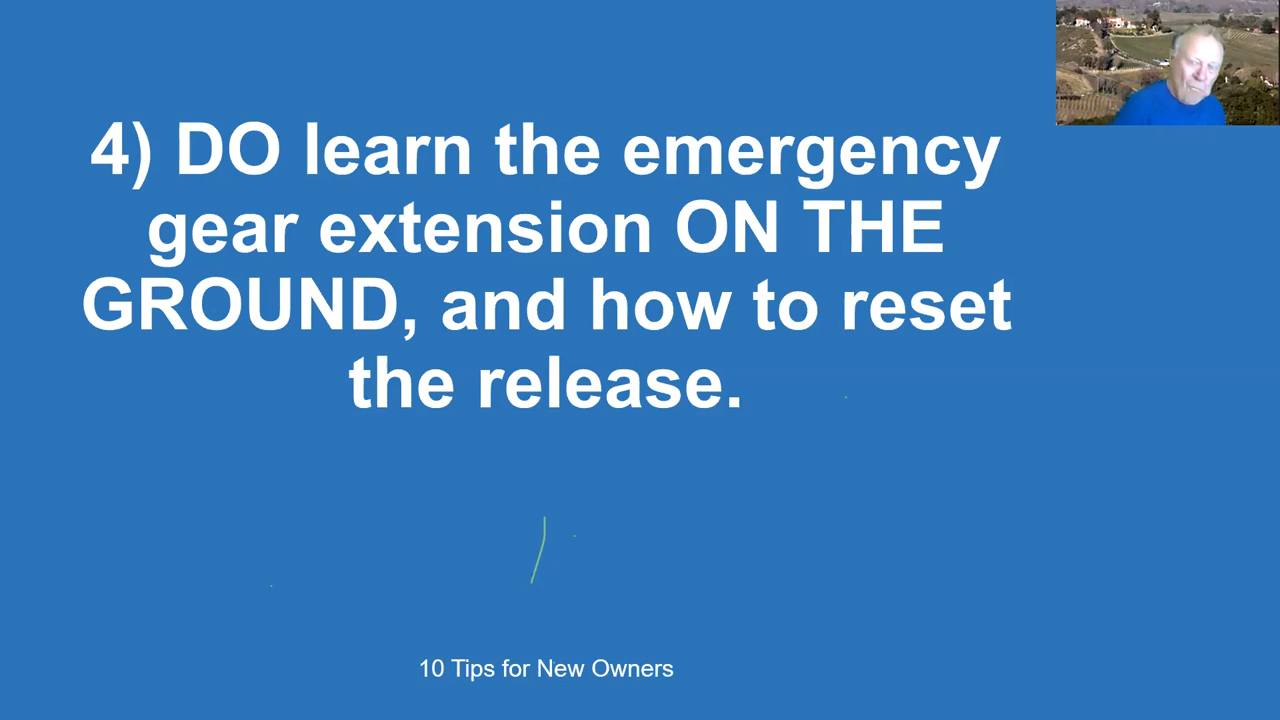 4) DO learn the emergency
gear extension ON THE
GROUND, and how to reset
the release.
10 Tips for New Owners